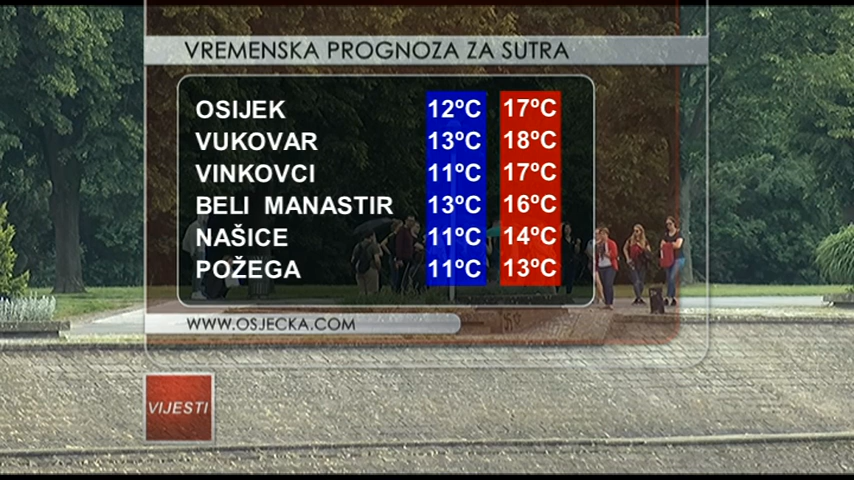 VREMENSKA PROGNOZA ZA SUTRA
OSIJEK 12ºC 17ºC
VUKOVAR 13ºC 18ºC
VINKOVCI 11ºC 17ºC
BELI MANASTIR 13ºC 16ºC
NAŠICE 11ºC 14ºC
POŽEGA 11ºC 13ºC
WWW.OSJECKA.COM
VIJESTI